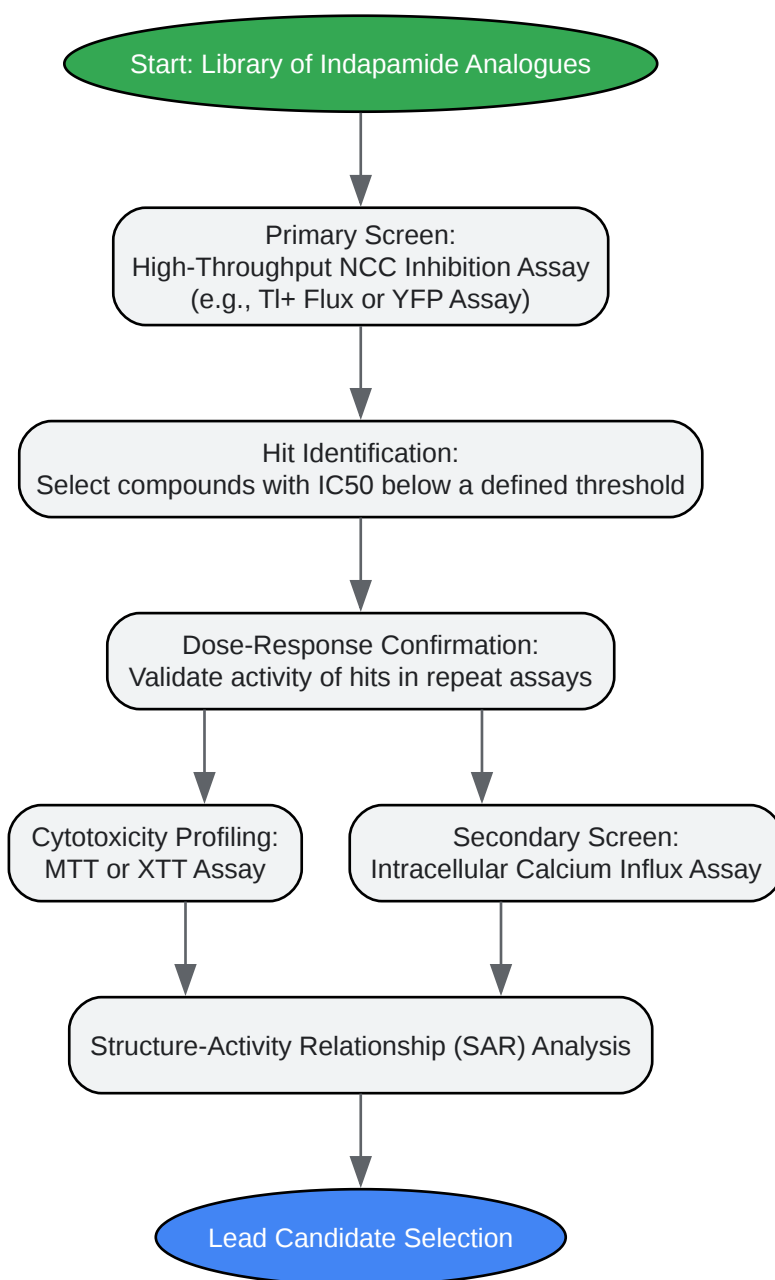 Start: Library of Indapamide Analogues
Primary Screen:
High-Throughput NCC Inhibition Assay
(e.g., Tl+ Flux or YFP Assay)
Hit Identification:
Select compounds with IC50 below a defined threshold
Dose-Response Confirmation:
Validate activity of hits in repeat assays
Cytotoxicity Profiling:
MTT or XTT Assay
Secondary Screen:
Intracellular Calcium Influx Assay
Structure-Activity Relationship (SAR) Analysis
Lead Candidate Selection